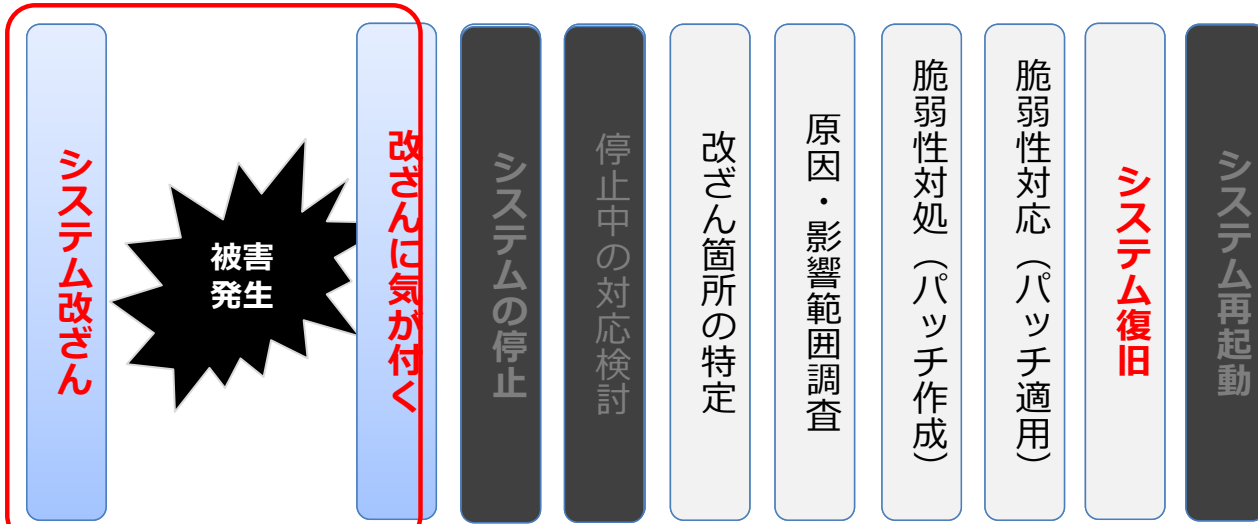 システム改ざん
被害
発生
改ざんに気が付く
システムの停止
停止中の対応検討
改ざん箇所の特定
原因・影響範囲調査
脆弱性対処（パッチ作成）
脆弱性対応（パッチ適用）
システム復旧
システム再起動